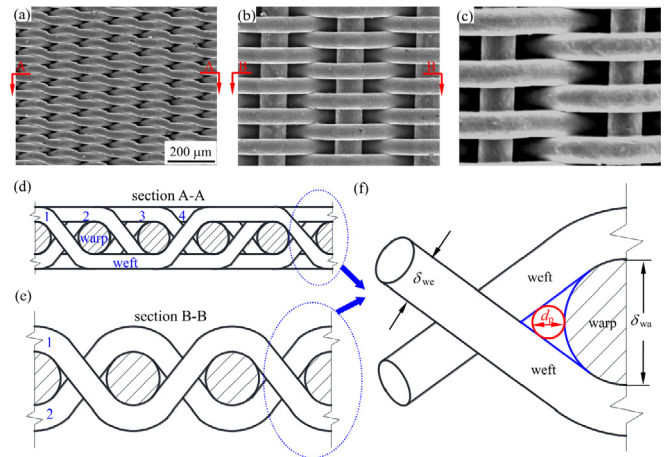 (a)
A
A
200 μm
(b)
B
B
(c)
(d)
section A-A
1
2
3
4
warp
weft
(e)
section B-B
1
2
(f)
δwe
weft
dp
warp
weft
δwa